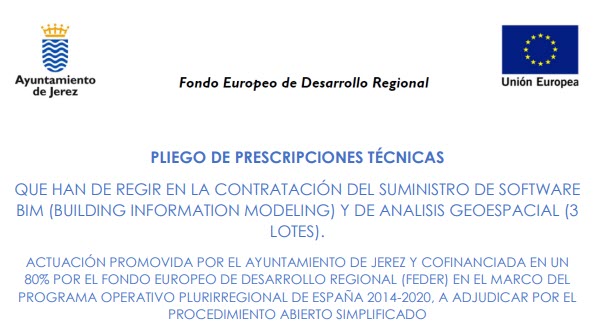 Ayuntamiento
de Jerez
Fondo Europeo de Desarrollo Regional
Unión Europea
PLIEGO DE PRESCRIPCIONES TÉCNICAS
QUE HAN DE REGIR EN LA CONTRATACIÓN DEL SUMINISTRO DE SOFTWARE
BIM (BUILDING INFORMATION MODELING) Y DE ANALISIS GEOESPACIAL (3
LOTES).
ACTUACIÓN PROMOVIDA POR EL AYUNTAMIENTO DE JEREZ Y COFINANCIADA EN UN
80% POR EL FONDO EUROPEO DE DESARROLLO REGIONAL (FEDER) EN EL MARCO DEL
PROGRAMA OPERATIVO PLURIRREGIONAL DE ESPAÑA 2014-2020, A ADJUDICAR POR EL
PROCEDIMIENTO ABIERTO SIMPLIFICADO